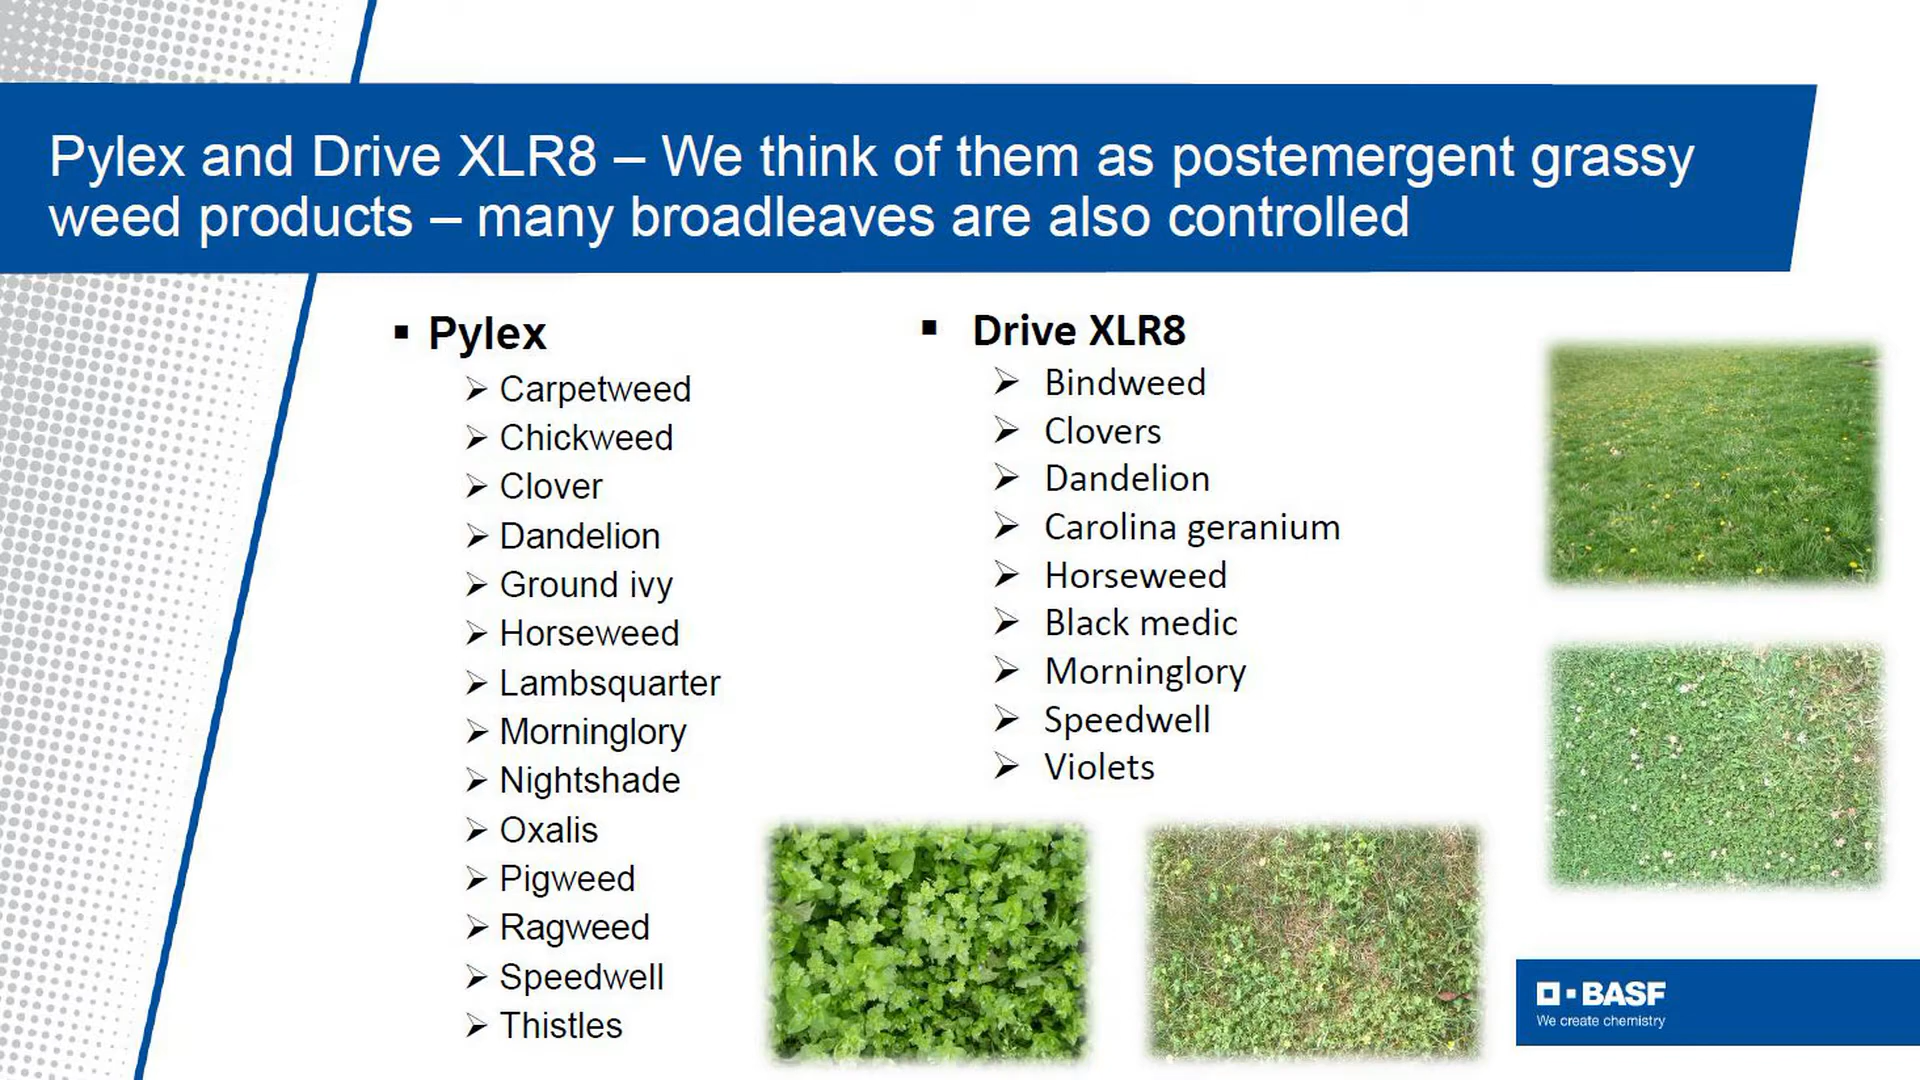 Pylex and Drive XLR8 – We think of them as postemergent grassy
weed products – many broadleaves are also controlled
▪ Pylex
➢ Carpetweed
➢ Chickweed
➢ Clover
➢ Dandelion
➢ Ground ivy
➢ Horseweed
➢ Lambsquarter
➢ Morninglory
➢ Nightshade
➢ Oxalis
➢ Pigweed
➢ Ragweed
➢ Speedwell
➢ Thistles
▪ Drive XLR8
➢ Bindweed
➢ Clovers
➢ Dandelion
➢ Carolina geranium
➢ Horseweed
➢ Black medic
➢ Morninglory
➢ Speedwell
➢ Violets
BASF
We create chemistry